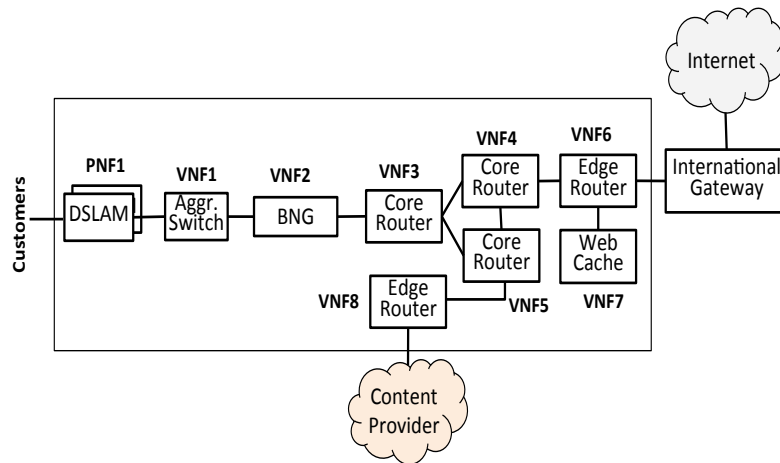 Internet
VNF4
VNF6
PNF1
VNF1
VNF2
VNF3
Core
Router
Edge
Router
International
Gateway
Customers
DSLAM
Aggr.
Switch
BNG
Core
Router
Core
Router
Web
Cache
VNF8
Edge
Router
VNF5
VNF7
Content
Provider